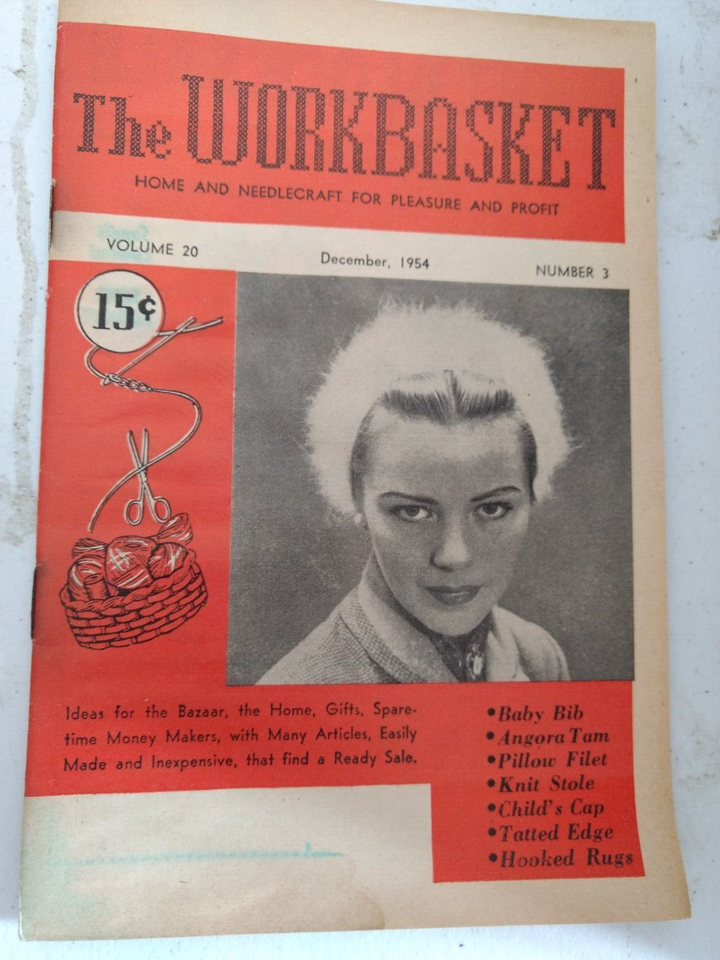 The WORKBASKET
HOME AND NEEDLECRAFT FOR PLEASURE AND PROFIT
VOLUME 20
December, 1954
NUMBER 3
15¢
Ideas for the Bazaar, the Home, Gifts, Spare-
time Money Makers, with Many Articles, Easily
Made and Inexpensive, that find a Ready Sale.
•Baby Bib
•Angora Tam
•Pillow Filet
•Knit Stole
•Child's Cap
•Tatted Edge
•Hooked Rugs